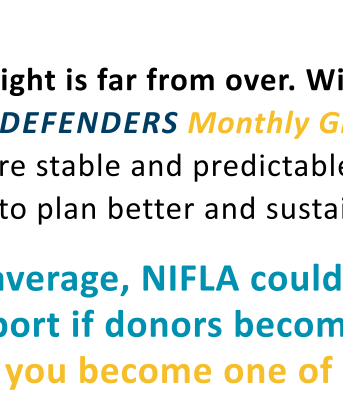 ight is far from over. Wi
DEFENDERS Monthly G
re stable and predictable
to plan better and sustai
average, NIFLA could
port if donors becom
you become one of